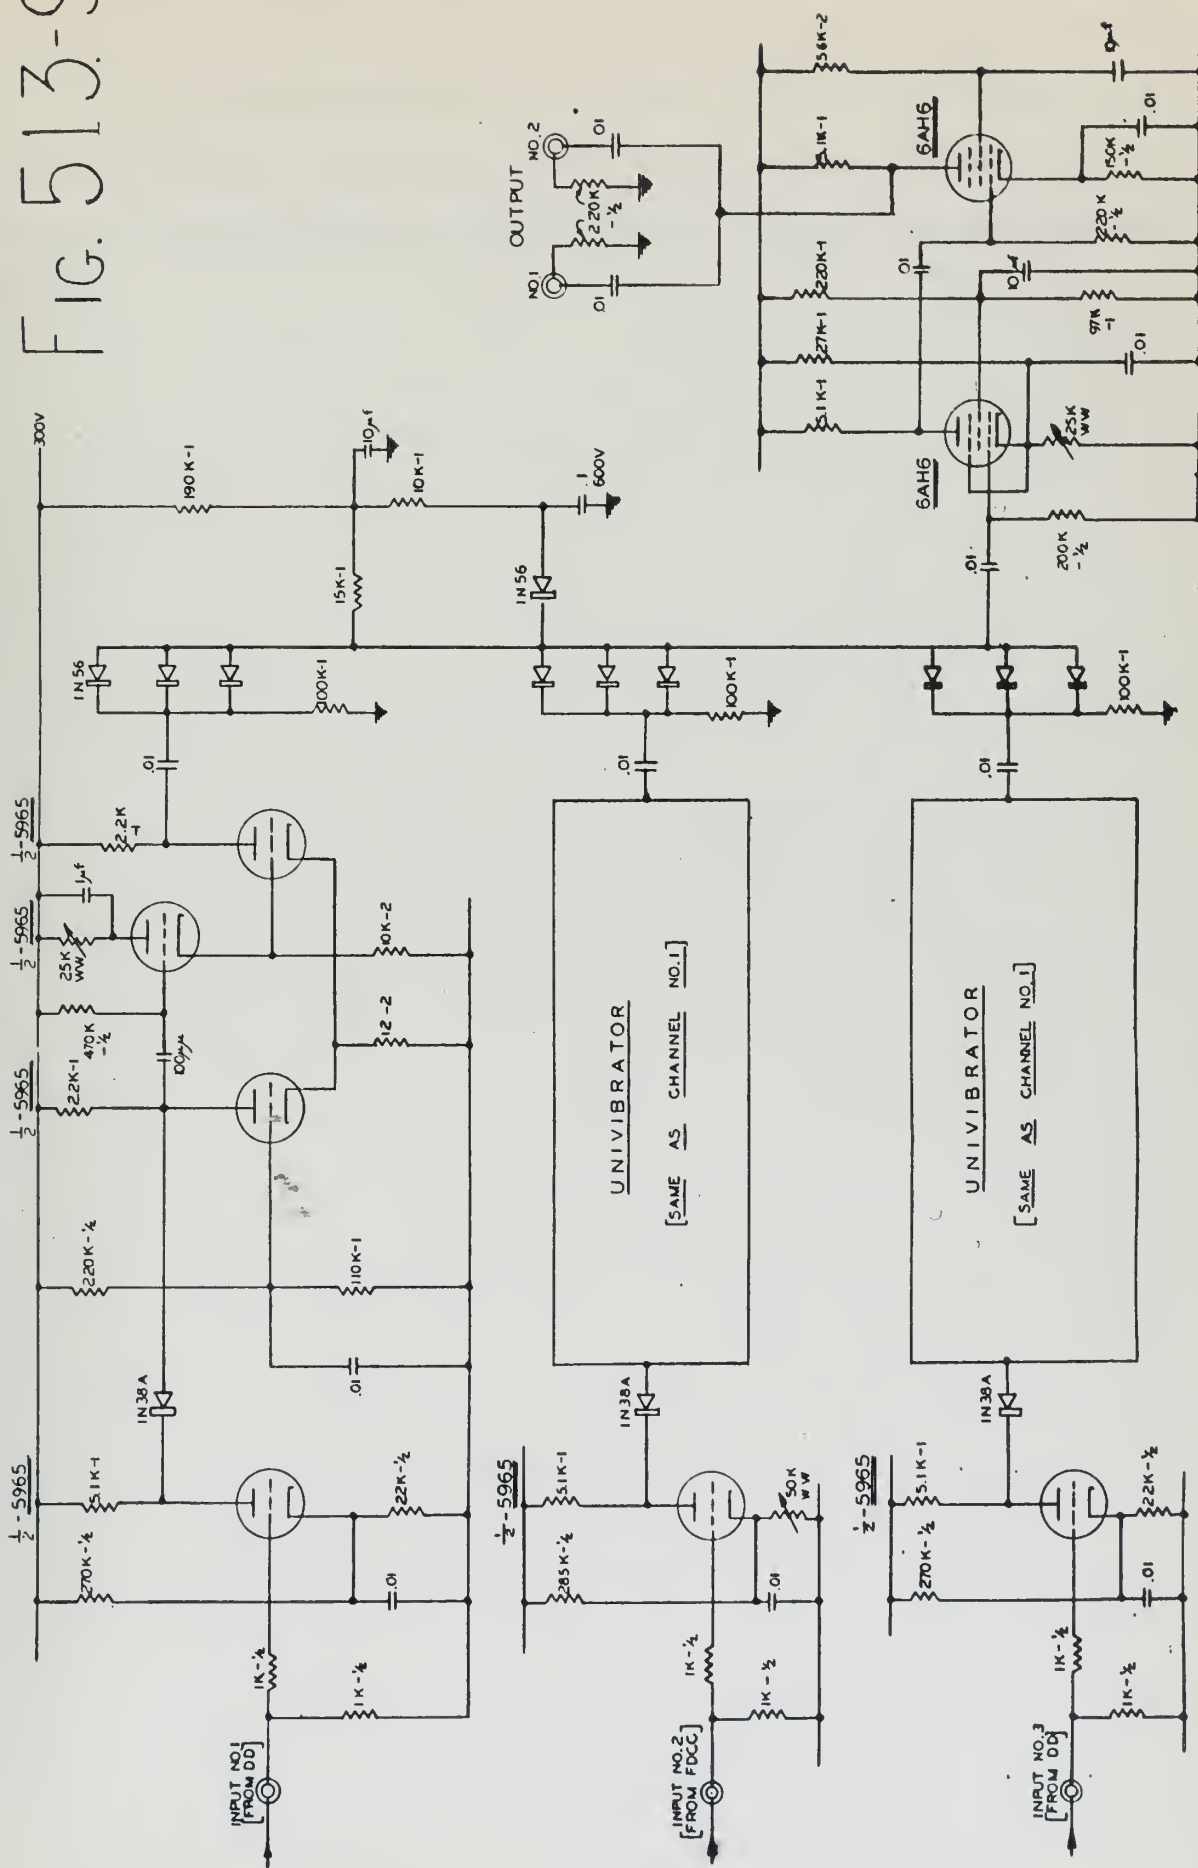 FIG. 513.-9
300V
½-5965
½-5965
½-5965
½-5965
270K-½
5.1K-1
220K-½
2.2K-1
470K
-½
25K
WW
1μf
2.2K
-1
1N56
190K-1
10μf
15K-1
10K-1
.1
600V
1N56
100K-1
.01
100μμ
1N38A
22K-½
.01
.01
110K-1
12-2
10K-2
1K-½
1K-½
INPUT NO.1
[FROM DD]
½-5965
285K-½
5.1K-1
1N38A
50K
WW
.01
1K-½
1K-½
INPUT NO.2
[FROM FDCC]
UNIVIBRATOR
[SAME AS CHANNEL NO.1]
.01
100K-1
½-5965
270K-½
5.1K-1
1N38A
22K-½
.01
1K-½
1K-½
INPUT NO.3
[FROM DD]
UNIVIBRATOR
[SAME AS CHANNEL NO.1]
.01
100K-1
OUTPUT
NO.1
NO.2
.01
220K
-½
.01
5.1K-1
27K-1
220K-1
5.1K-1
56K-2
6AH6
6AH6
.01
.01
200K
-½
25K
WW
.01
97K
-1
10μf
220K
-½
150K
-½
.01
10μf